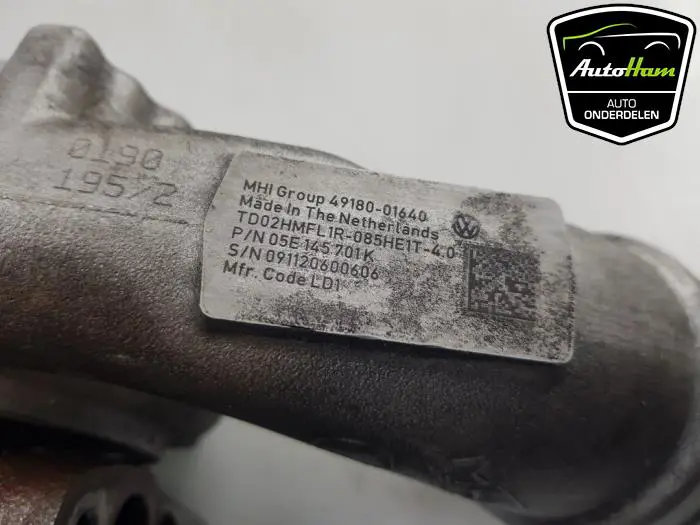 AutoHam
AUTO
ONDERDELEN
0190
1957/2
MHI Group 49180-01640
Made In The Netherlands
TD02HMFL1R-085HE1T-4.0
P/N 05E 145 701K
S/N 091120600606
Mfr. Code LD1